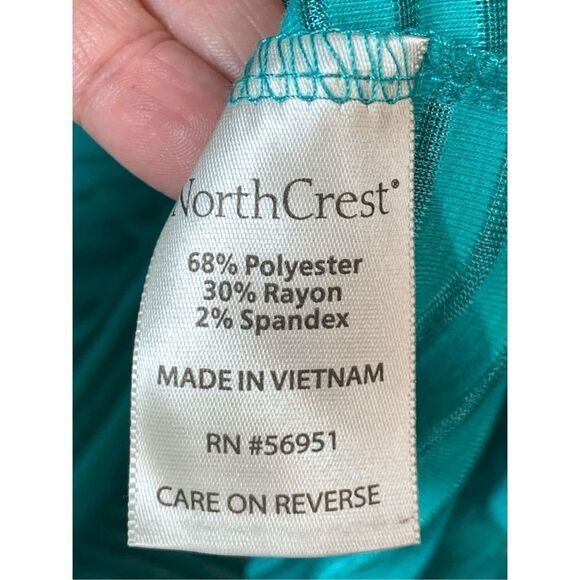 NorthCrest®
68% Polyester
30% Rayon
2% Spandex
MADE IN VIETNAM
RN #56951
CARE ON REVERSE